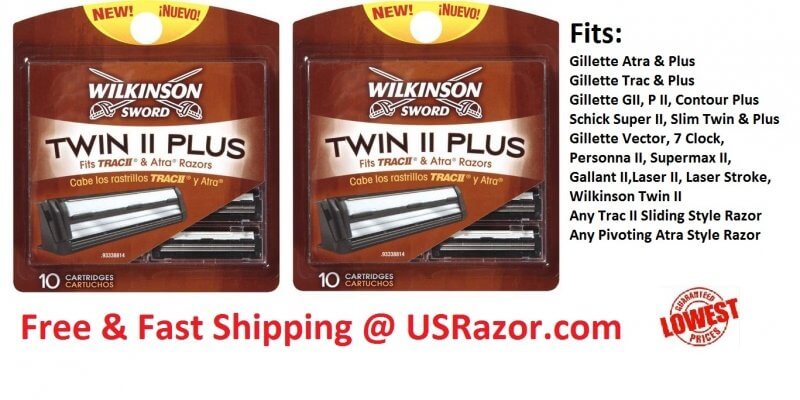 NEW! ¡NUEVO!
WILKINSON
SWORD
TWIN II PLUS
Fits TRACII® & Atra® Razors
Cabe los rastrillos TRACII® y Atra®
.93338814
10 CARTRIDGES
CARTUCHOS
NEW! ¡NUEVO!
WILKINSON
SWORD
TWIN II PLUS
Fits TRACII® & Atra® Razors
Cabe los rastrillos TRACII® y Atra®
.93338814
10 CARTRIDGES
CARTUCHOS
Fits:
Gillette Atra & Plus
Gillette Trac & Plus
Gillette GII, P II, Contour Plus
Schick Super II, Slim Twin & Plus
Gillette Vector, 7 Clock,
Personna II, Supermax II,
Gallant II,Laser II, Laser Stroke,
Wilkinson Twin II
Any Trac II Sliding Style Razor
Any Pivoting Atra Style Razor
Free & Fast Shipping @ USRazor.com
GUARANTEED
LOWEST
PRICES